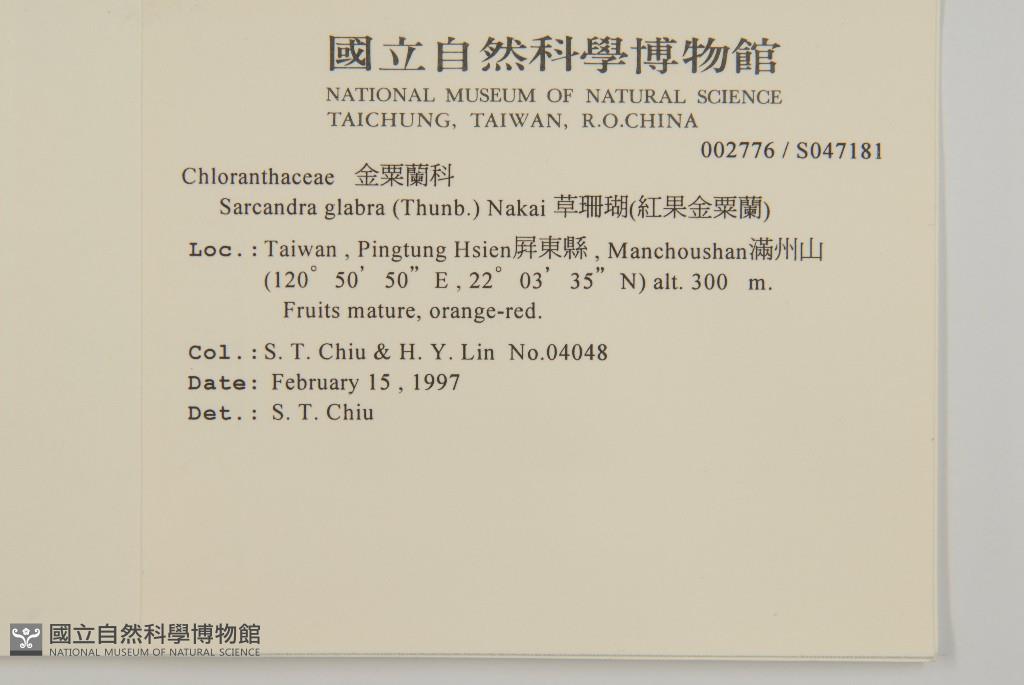 國立自然科學博物館
NATIONAL MUSEUM OF NATURAL SCIENCE
TAICHUNG, TAIWAN, R.O.CHINA
002776 / S047181
Chloranthaceae 金粟蘭科
Sarcandra glabra (Thunb.) Nakai 草珊瑚(紅果金粟蘭)
Loc.: Taiwan , Pingtung Hsien屏東縣 , Manchoushan滿州山
(120° 50’ 50” E , 22° 03’ 35” N) alt. 300 m.
Fruits mature, orange-red.
Col.: S. T. Chiu & H. Y. Lin No.04048
Date: February 15 , 1997
Det.: S. T. Chiu
國立自然科學博物館
NATIONAL MUSEUM OF NATURAL SCIENCE